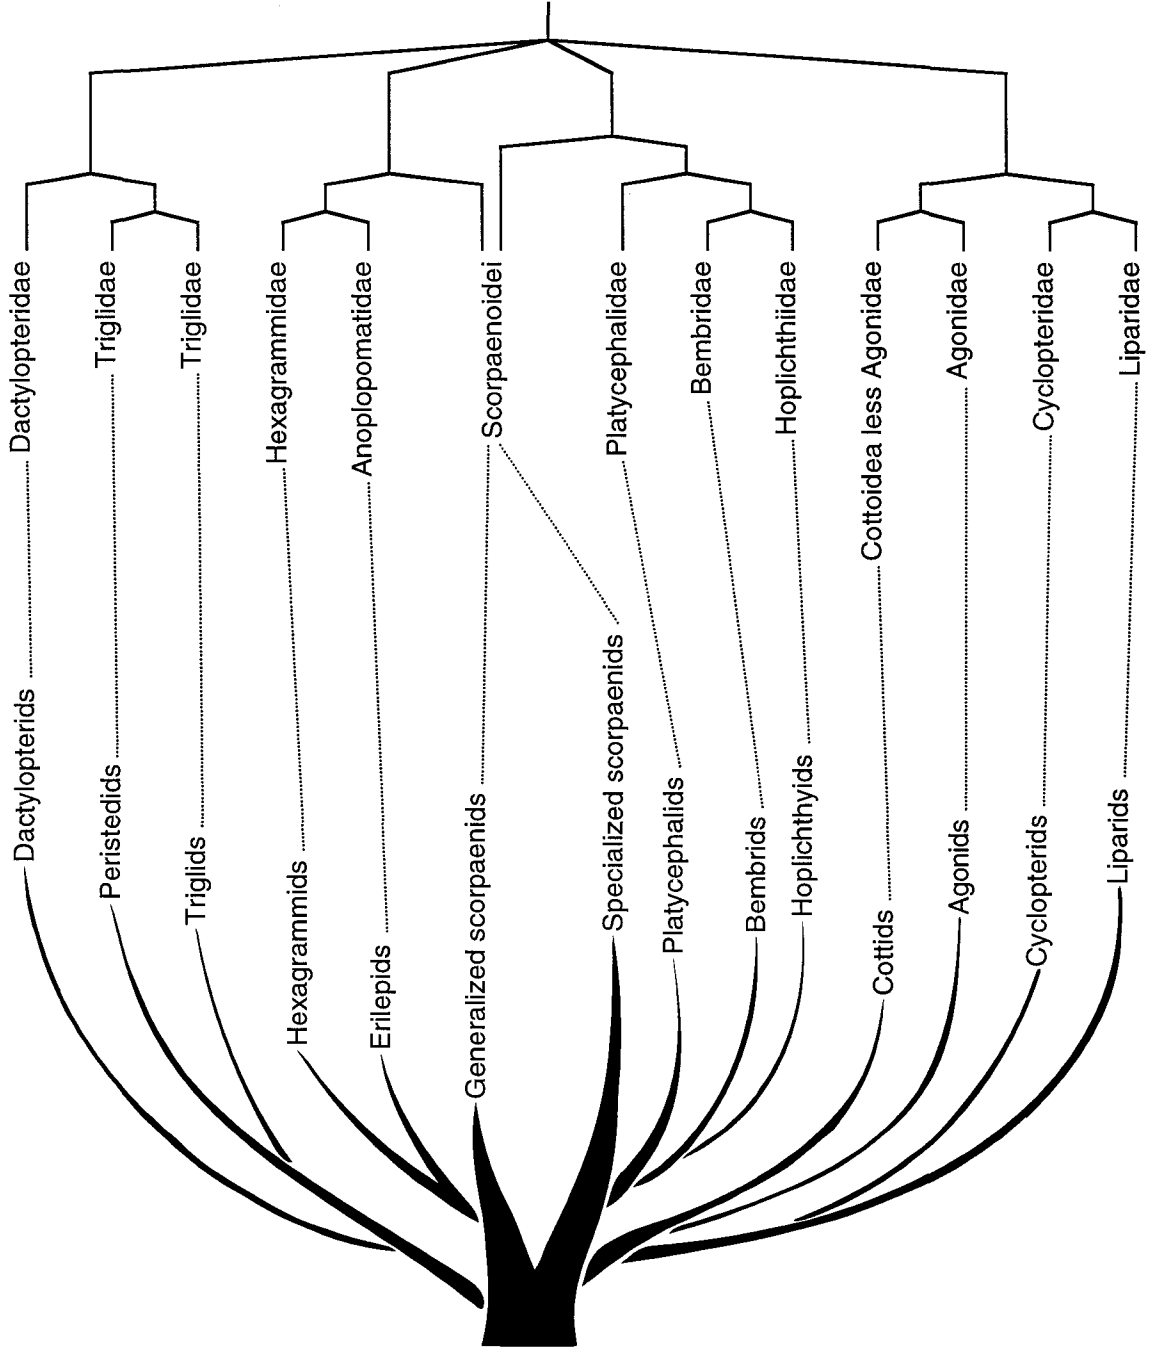 Dactylopteridae
Triglidae
Triglidae
Hexagrammidae
Anoplopomatidae
Scorpaenoidei
Platycephalidae
Bembridae
Hoplichthiidae
Cottoidea less Agonidae
Agonidae
Cyclopteridae
Liparidae
Dactylopterids
Peristedids
Triglids
Hexagrammids
Erilepids
Generalized scorpaenids
Specialized scorpaenids
Platycephalids
Bembrids
Hoplichthyids
Cottids
Agonids
Cyclopterids
Liparids